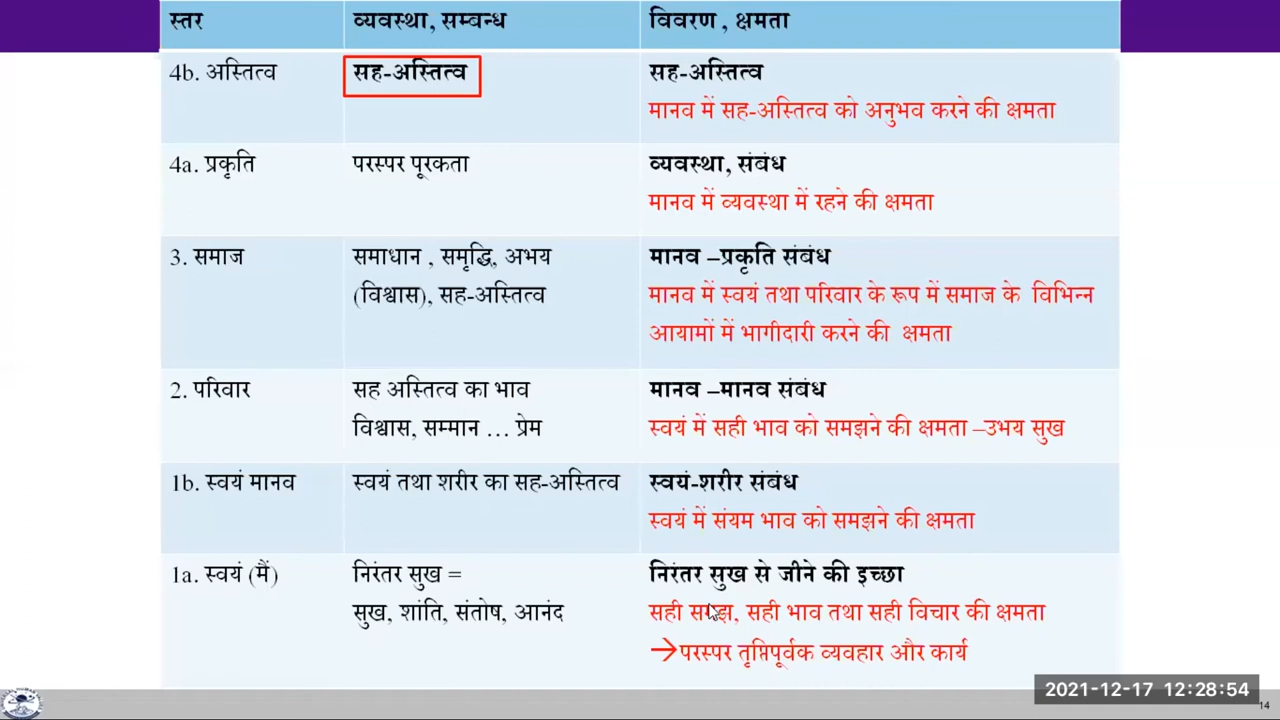 स्तर व्यवस्था, सम्बन्ध विवरण , क्षमता
4b. अस्तित्व सह-अस्तित्व सह-अस्तित्व
मानव में सह-अस्तित्व को अनुभव करने की क्षमता
4a. प्रकृति परस्पर पूरकता व्यवस्था, संबंध
मानव में व्यवस्था में रहने की क्षमता
3. समाज समाधान , समृद्धि, अभय मानव –प्रकृति संबंध
(विश्वास), सह-अस्तित्व मानव में स्वयं तथा परिवार के रूप में समाज के विभिन्न
आयामों में भागीदारी करने की क्षमता
2. परिवार सह अस्तित्व का भाव मानव –मानव संबंध
विश्वास, सम्मान … प्रेम स्वयं में सही भाव को समझने की क्षमता –उभय सुख
1b. स्वयं मानव स्वयं तथा शरीर का सह-अस्तित्व स्वयं-शरीर संबंध
स्वयं में संयम भाव को समझने की क्षमता
1a. स्वयं (मैं) निरंतर सुख = निरंतर सुख से जीने की इच्छा
सुख, शांति, संतोष, आनंद सही समझ, सही भाव तथा सही विचार की क्षमता
→परस्पर तृप्तिपूर्वक व्यवहार और कार्य
2021-12-17 12:28:54
14